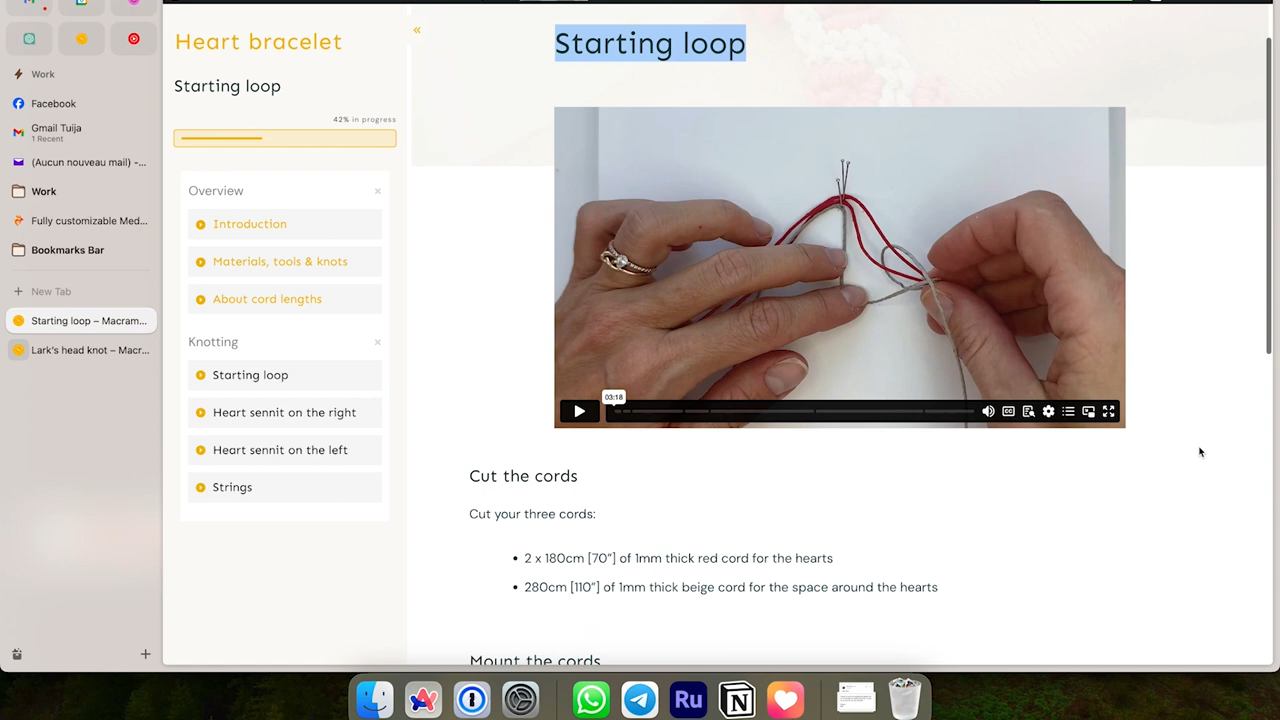 Work
Facebook
Gmail Tuija
1 Recent
(Aucun nouveau mail) -...
Work
Fully customizable Med...
Bookmarks Bar
New Tab
Starting loop – Macram...
Lark's head knot – Macr...
Heart bracelet
Starting loop
42% in progress
Overview
Introduction
Materials, tools & knots
About cord lengths
Knotting
Starting loop
Heart sennit on the right
Heart sennit on the left
Strings
Starting loop
03:18
CC
Cut the cords
Cut your three cords:
• 2 x 180cm [70”] of 1mm thick red cord for the hearts
• 280cm [110”] of 1mm thick beige cord for the space around the hearts
Mount the cords
Ru